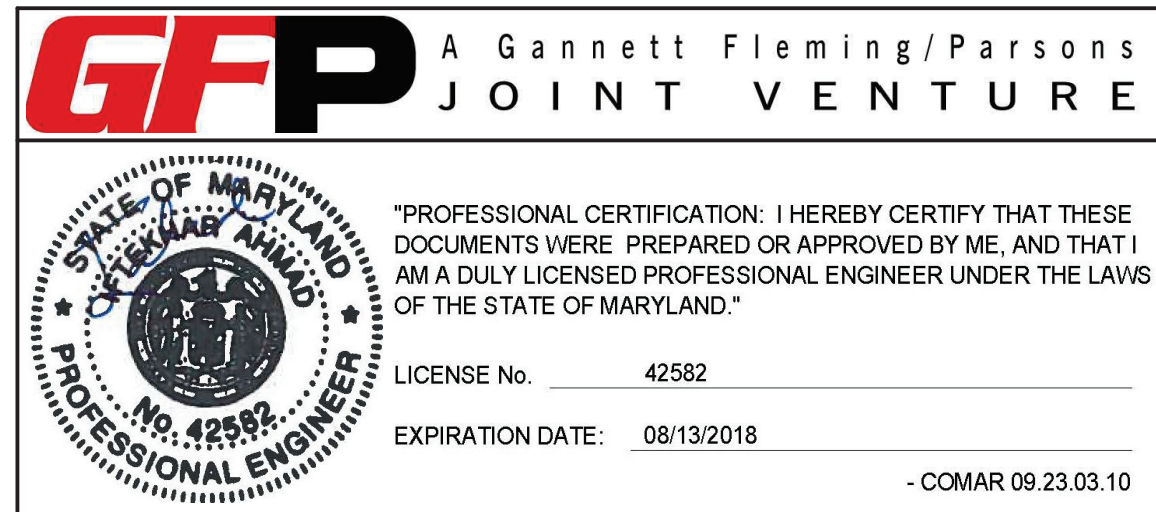 GFP
A Gannett Fleming/Parsons
JOINT VENTURE
STATE OF MARYLAND
IFTEKHAR AHMAD
No. 42582
PROFESSIONAL ENGINEER
"PROFESSIONAL CERTIFICATION: I HEREBY CERTIFY THAT THESE
DOCUMENTS WERE PREPARED OR APPROVED BY ME, AND THAT I
AM A DULY LICENSED PROFESSIONAL ENGINEER UNDER THE LAWS
OF THE STATE OF MARYLAND."
LICENSE No. 42582
EXPIRATION DATE: 08/13/2018
- COMAR 09.23.03.10